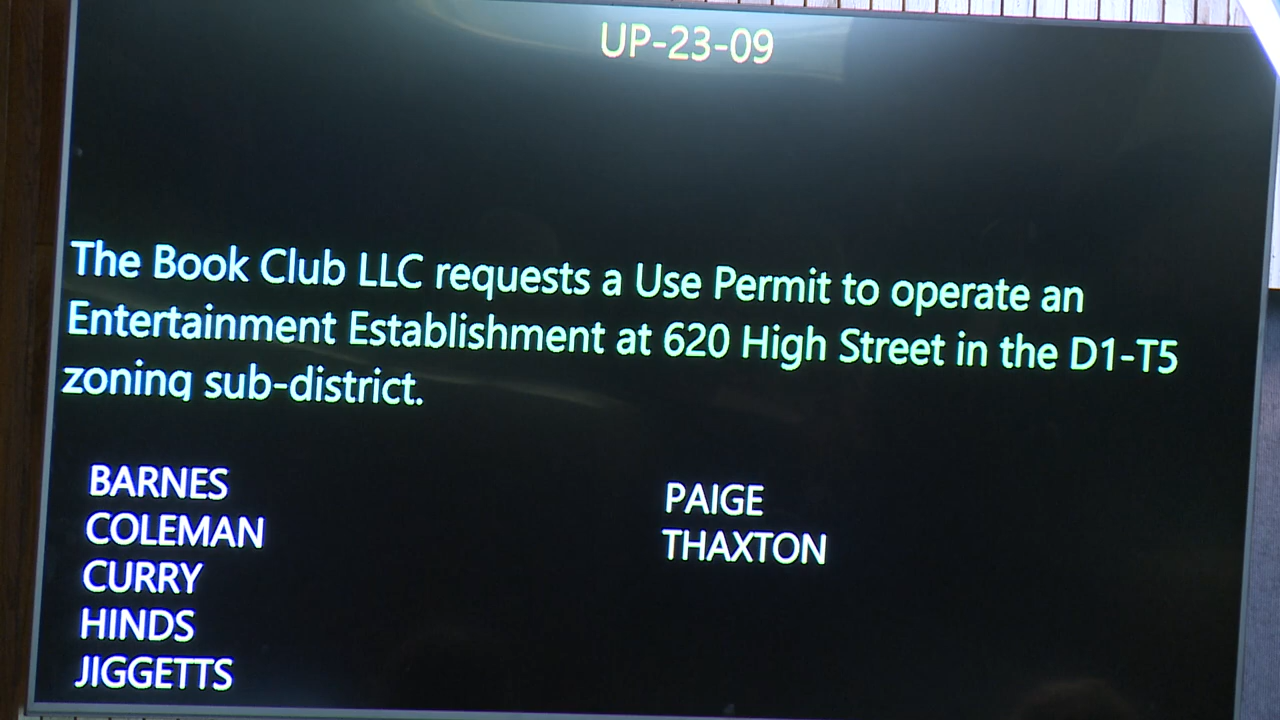 UP-23-09
The Book Club LLC requests a Use Permit to operate an
Entertainment Establishment at 620 High Street in the D1-T5
zoning sub-district.
BARNES
COLEMAN
CURRY
HINDS
JIGGETTS
PAIGE
THAXTON